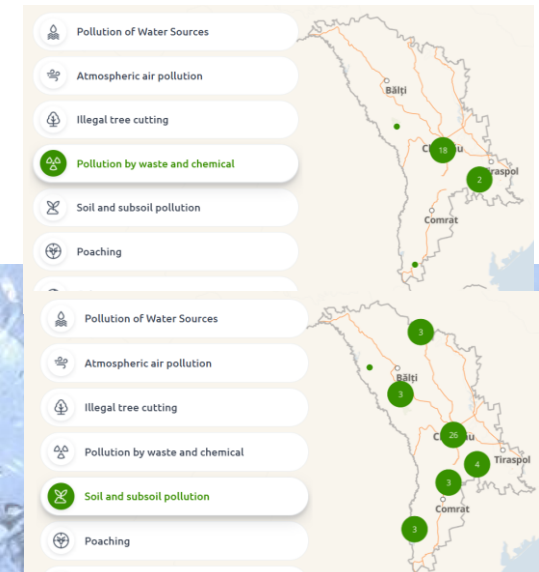 Pollution of Water Sources
Atmospheric air pollution
Illegal tree cutting
Pollution by waste and chemical
Soil and subsoil pollution
Poaching
Bălți
18
2
Comrat
Pollution of Water Sources
Atmospheric air pollution
Illegal tree cutting
Pollution by waste and chemical
Soil and subsoil pollution
Poaching
3
Bălți
3
26
4
Tiraspol
3
Comrat
3